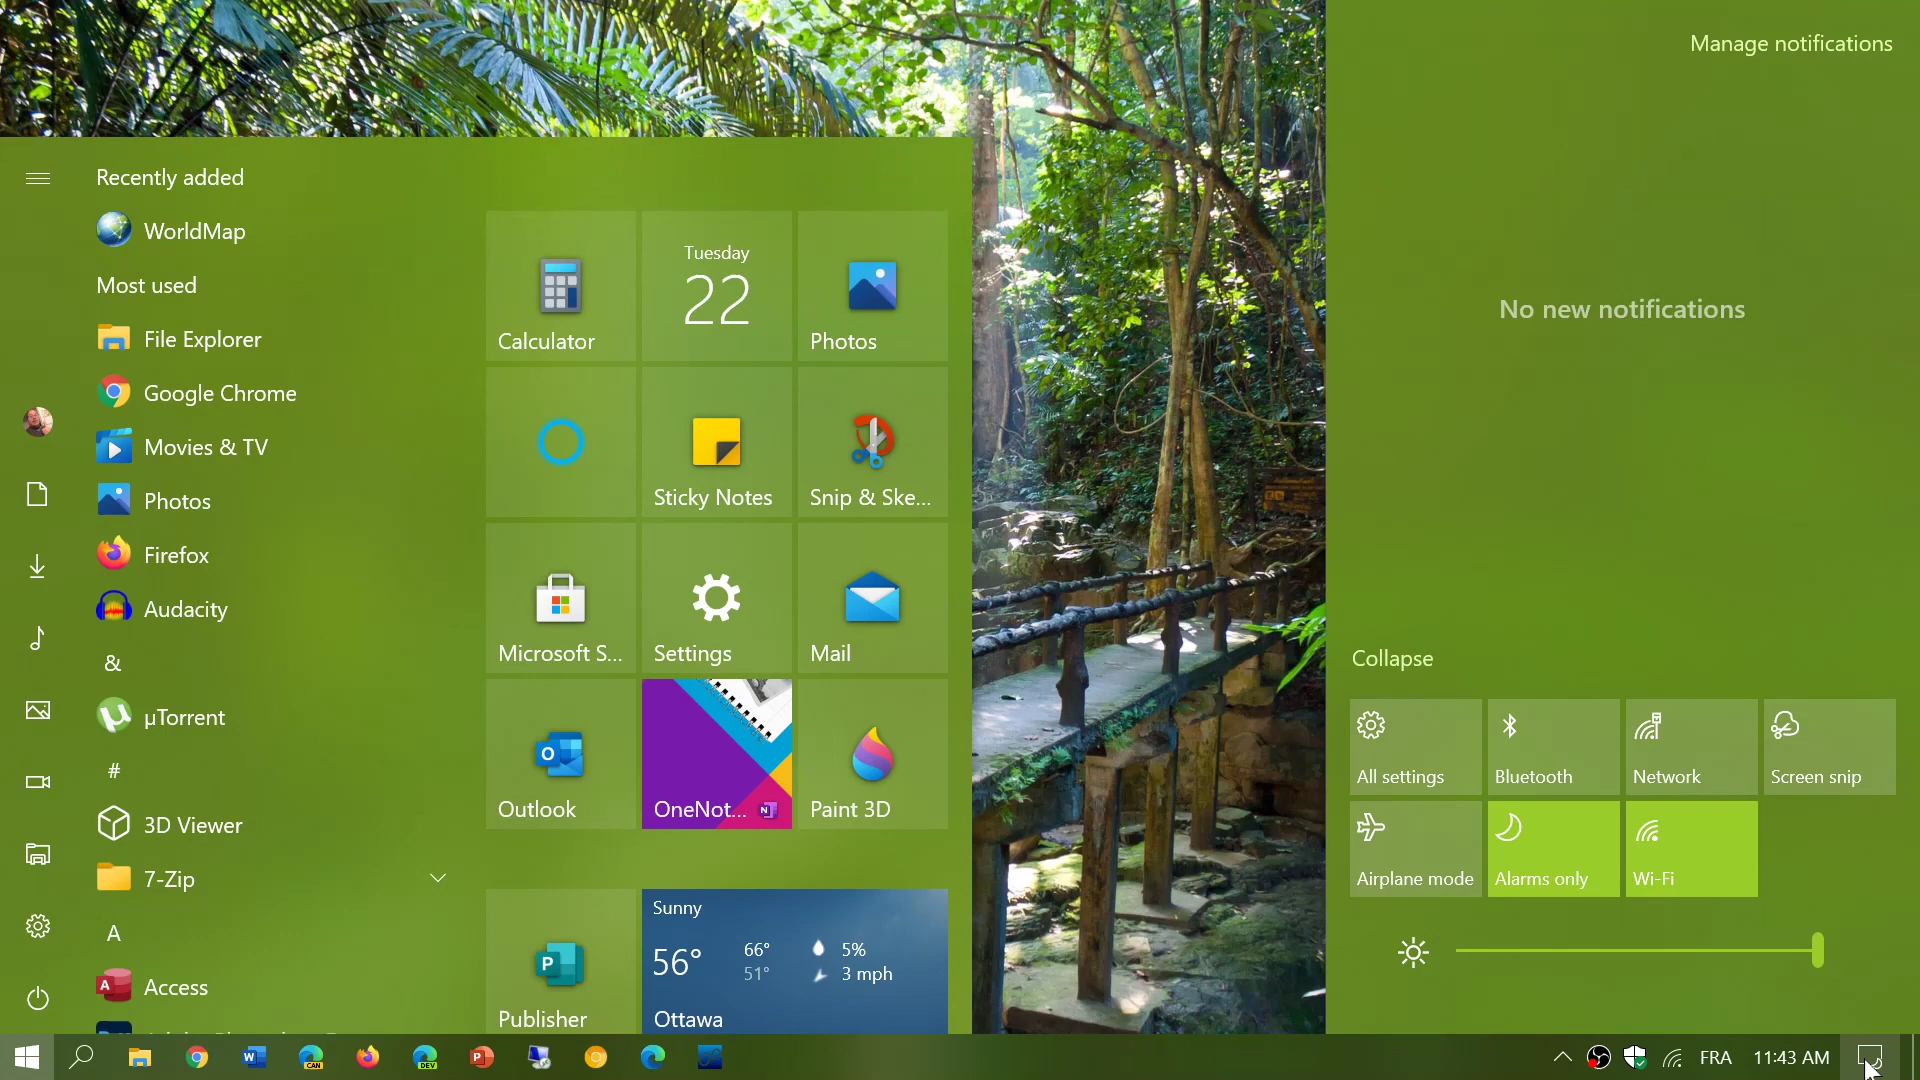 Manage notifications
Recently added
WorldMap
Most used
File Explorer
Google Chrome
Movies & TV
Photos
Firefox
Audacity
&
µTorrent
#
3D Viewer
7-Zip
A
Access
Calculator
Tuesday
22
Photos
Sticky Notes
Snip & Ske...
Microsoft S...
Settings
Mail
Outlook
OneNot...
Paint 3D
Publisher
Sunny
56°
66°
51°
5%
3 mph
Ottawa
No new notifications
Collapse
All settings
Bluetooth
Network
Screen snip
Airplane mode
Alarms only
Wi-Fi
CAN
DEV
FRA
11:43 AM